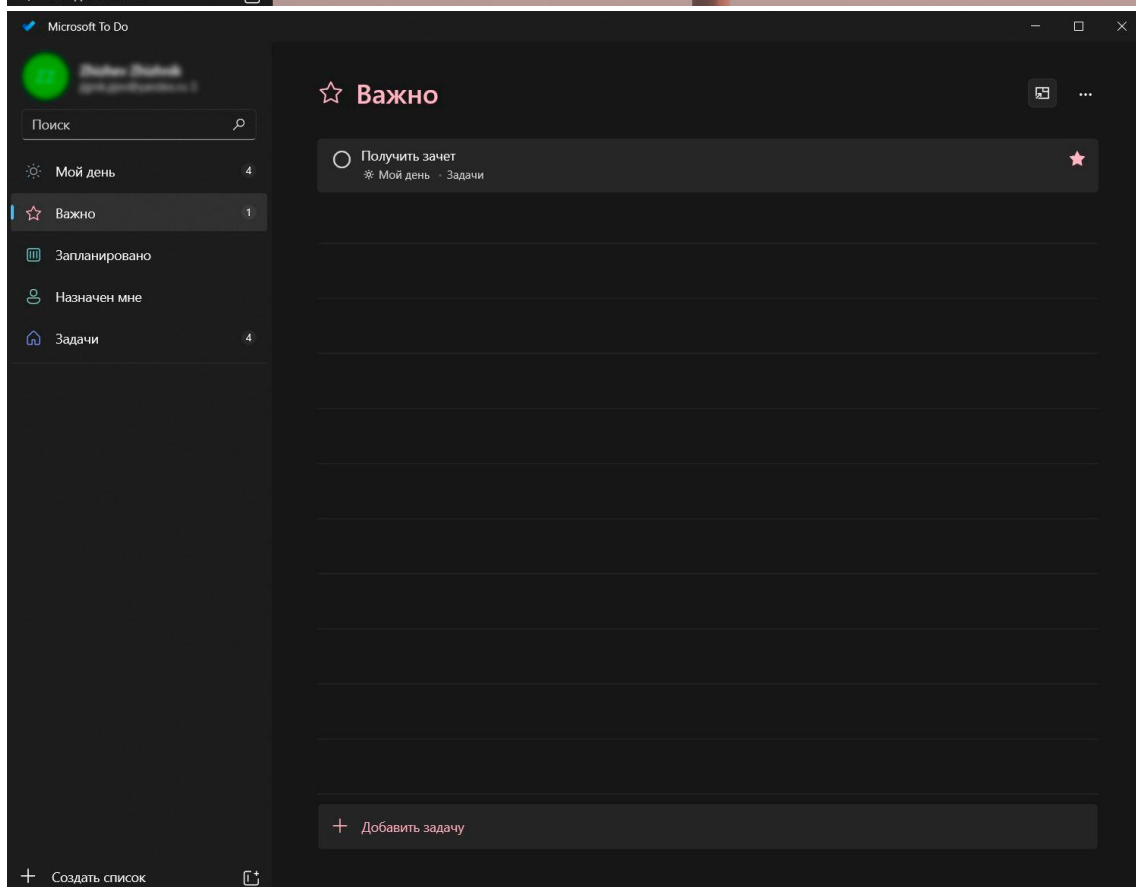 Microsoft To Do
ZZ
Поиск
Мой день 4
Важно 1
Запланировано
Назначен мне
Задачи 4
Создать список
Важно
Получить зачет
Мой день · Задачи
Добавить задачу